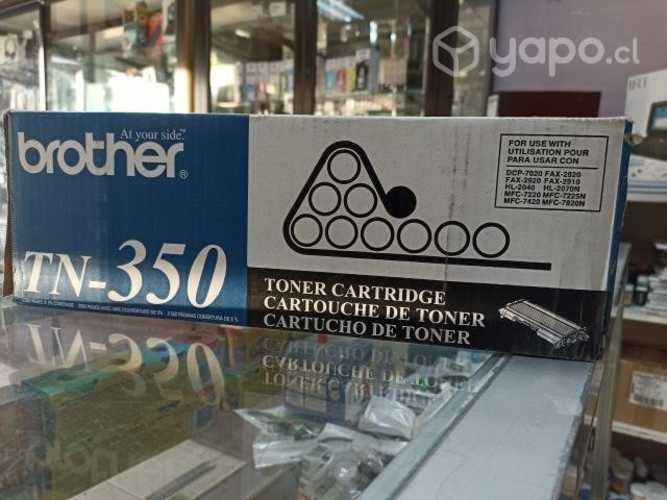 yapo.cl
At your side.™
brother®
TN-350
FOR USE WITH
UTILISATION POUR
PARA USAR CON
DCP-7020 FAX-2820
FAX-2920 FAX-2910
HL-2040 HL-2070N
MFC-7220 MFC-7225N
MFC-7420 MFC-7820N
TONER CARTRIDGE
CARTOUCHE DE TONER
CARTUCHO DE TONER